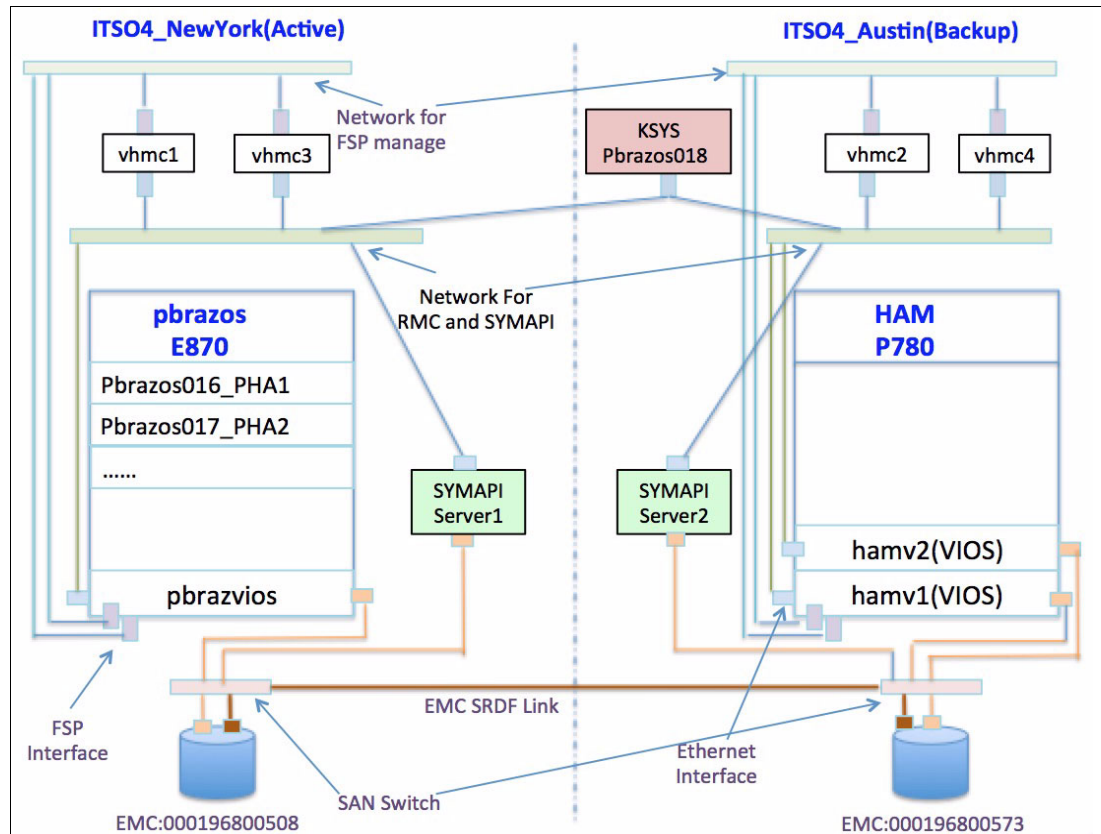 ITSO4_NewYork(Active)
ITSO4_Austin(Backup)
Network for
FSP manage
KSYS
Pbrazos018
vhmc1
vhmc3
vhmc2
vhmc4
Network For
RMC and SYMAPI
pbrazos
E870
Pbrazos016_PHA1
Pbrazos017_PHA2
......
pbrazvios
HAM
P780
hamv2(VIOS)
hamv1(VIOS)
SYMAPI
Server1
SYMAPI
Server2
EMC SRDF Link
FSP
Interface
SAN Switch
Ethernet
Interface
EMC:000196800508
EMC:000196800573